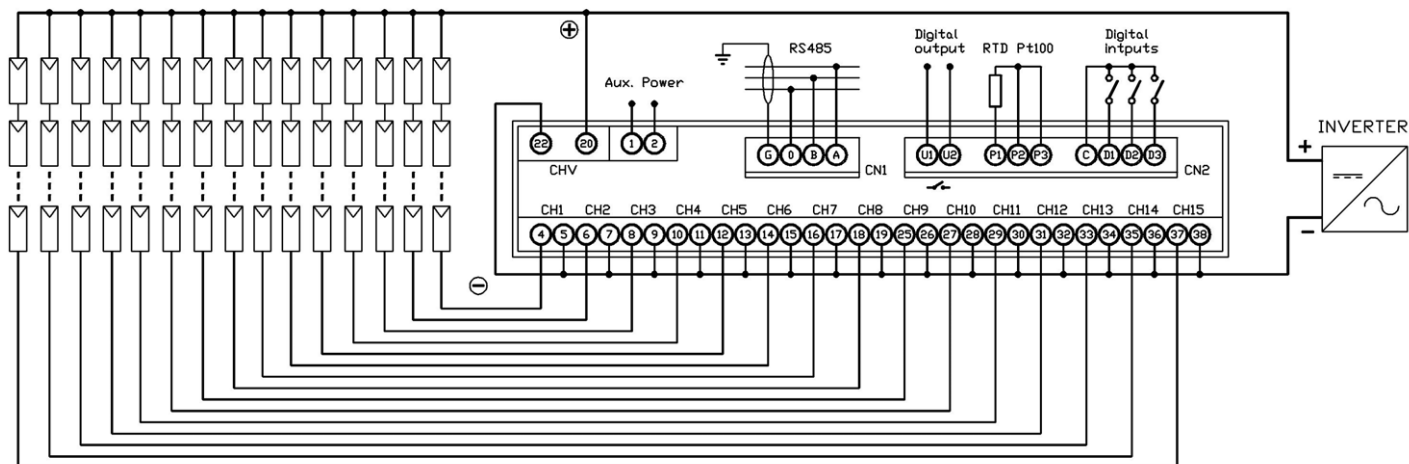 +
RS485
Digital
output
RTD Pt100
Digital
intputs
Aux. Power
INVERTER
22 20 1 2
G 0 B A
U1 U2 P1 P2 P3 C D1 D2 D3
+
CHV
CN1
CN2
CH1 CH2 CH3 CH4 CH5 CH6 CH7 CH8 CH9 CH10 CH11 CH12 CH13 CH14 CH15
4 5 6 7 8 9 10 11 12 13 14 15 16 17 18 19 25 26 27 28 29 30 31 32 33 34 35 36 37 38
-
-